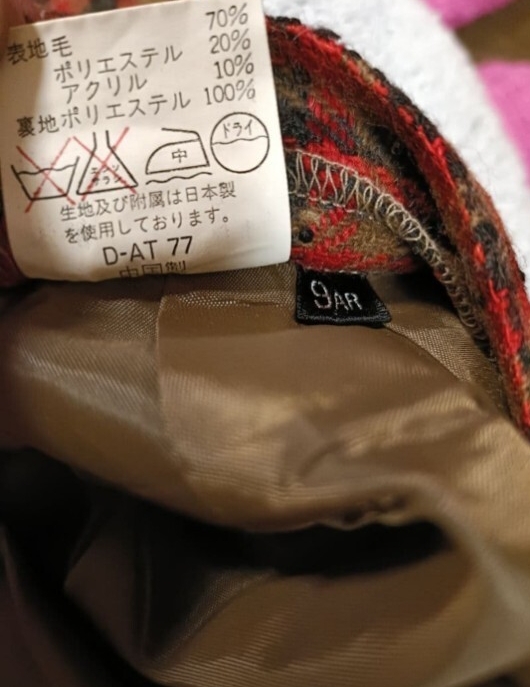 表地毛 70%
ポリエステル 20%
アクリル 10%
裏地ポリエステル 100%
中 ドライ
生地及び附属は日本製
を使用しております。
D-AT 77
中国製
9AR